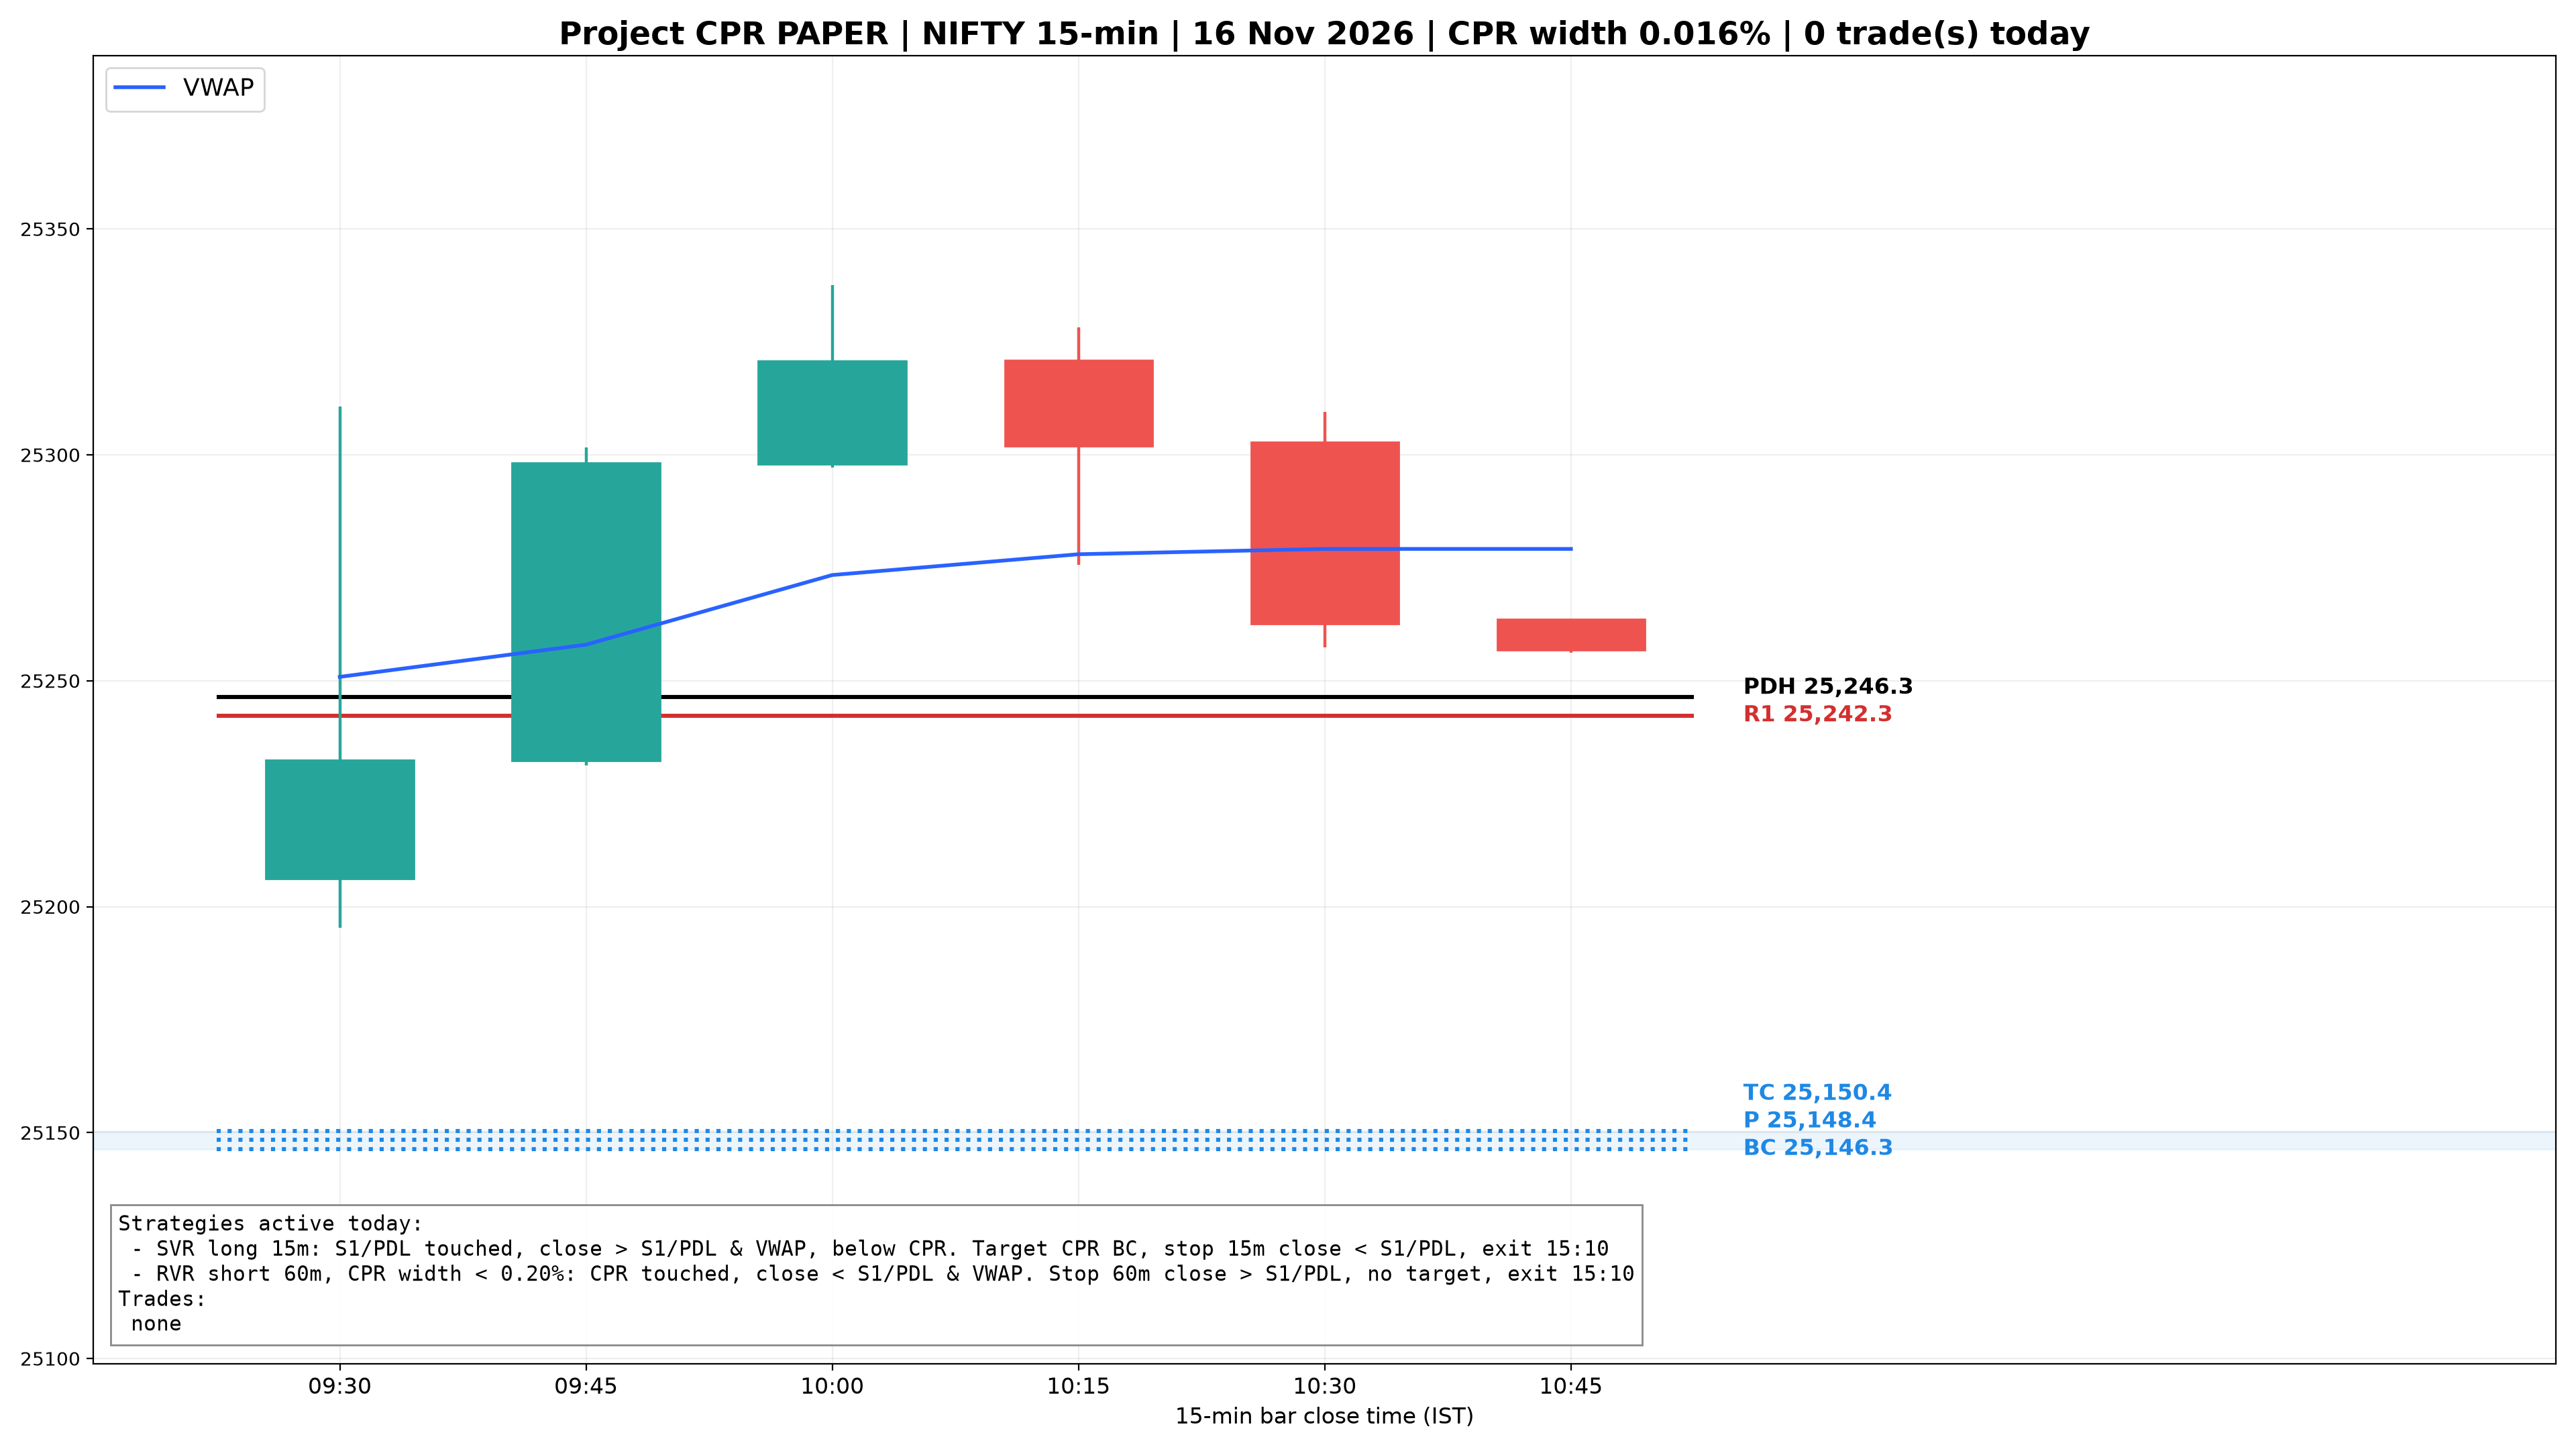 Project CPR PAPER | NIFTY 15-min | 16 Nov 2026 | CPR width 0.016% | 0 trade(s) today
VWAP
25350
25300
25250
25200
25150
25100
PDH 25,246.3
R1 25,242.3
TC 25,150.4
P 25,148.4
BC 25,146.3
Strategies active today:
- SVR long 15m: S1/PDL touched, close > S1/PDL & VWAP, below CPR. Target CPR BC, stop 15m close < S1/PDL, exit 15:10
- RVR short 60m, CPR width < 0.20%: CPR touched, close < S1/PDL & VWAP. Stop 60m close > S1/PDL, no target, exit 15:10
Trades:
none
09:30 09:45 10:00 10:15 10:30 10:45
15-min bar close time (IST)